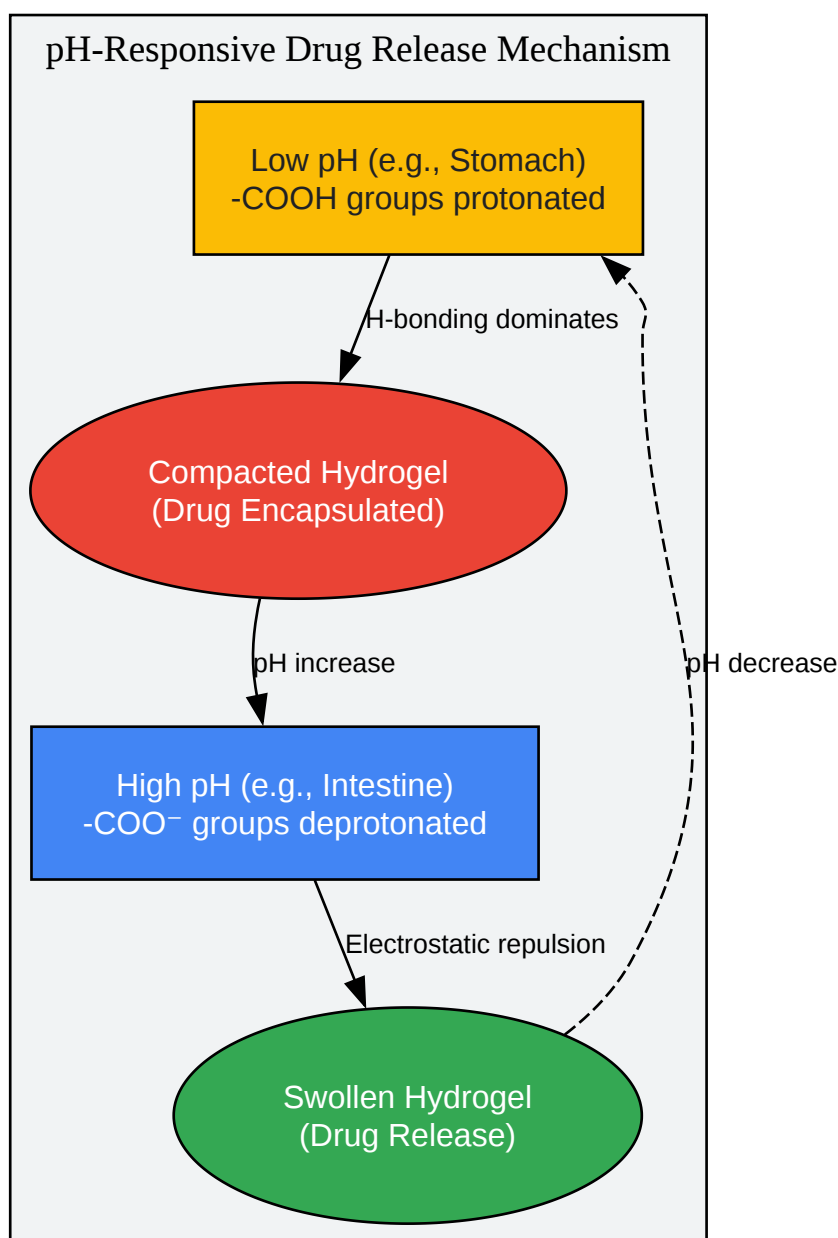 pH-Responsive Drug Release Mechanism
Low pH (e.g., Stomach)
-COOH groups protonated
H-bonding dominates
Compacted Hydrogel
(Drug Encapsulated)
pH increase
pH decrease
High pH (e.g., Intestine)
-COO⁻ groups deprotonated
Electrostatic repulsion
Swollen Hydrogel
(Drug Release)